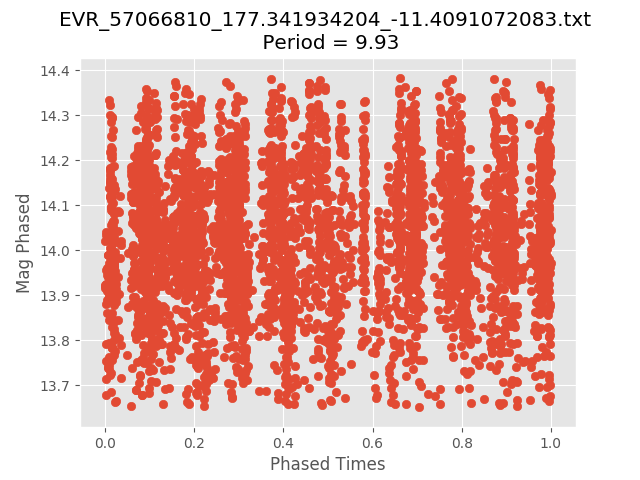 EVR_57066810_177.341934204_-11.4091072083.txt
Period = 9.93
14.4
14.3
14.2
14.1
14.0
13.9
13.8
13.7
Mag Phased
0.0 0.2 0.4 0.6 0.8 1.0
Phased Times